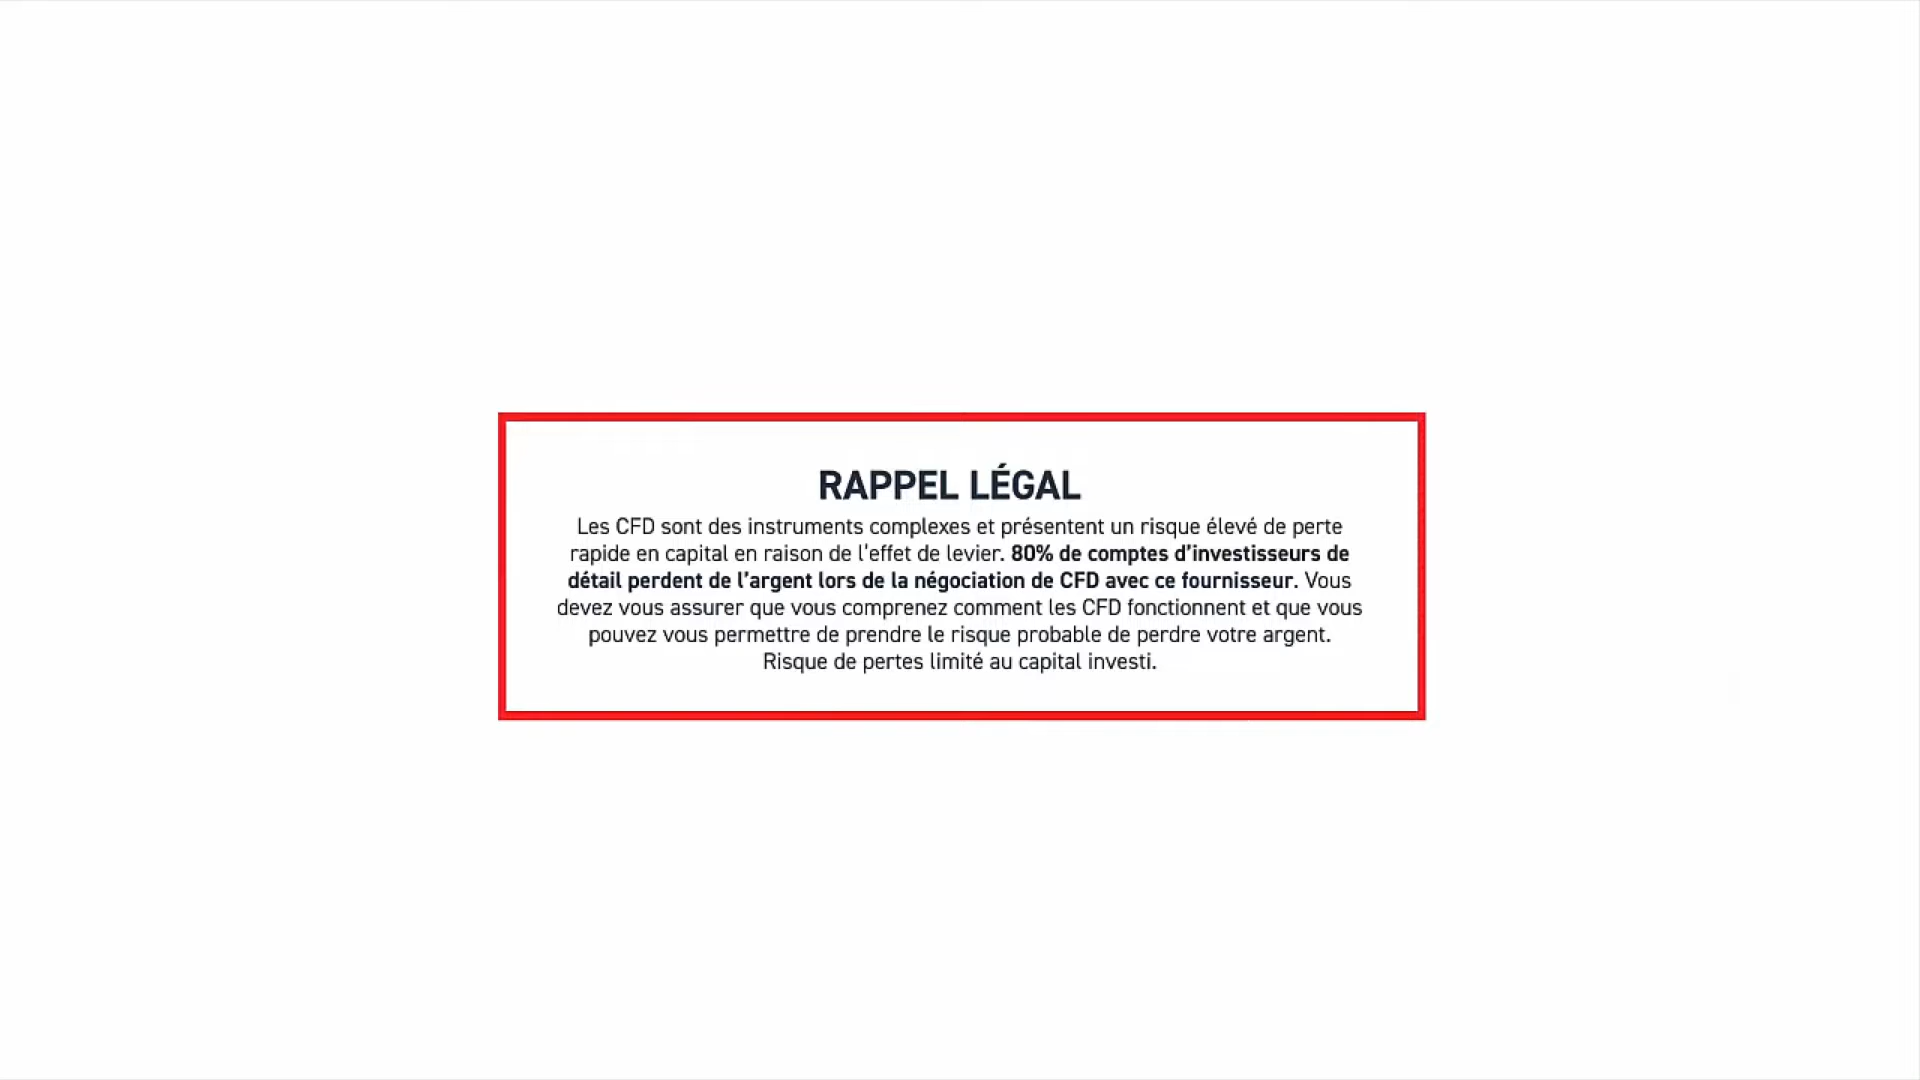 RAPPEL LÉGAL
Les CFD sont des instruments complexes et présentent un risque élevé de perte
rapide en capital en raison de l'effet de levier. 80% de comptes d'investisseurs de
détail perdent de l'argent lors de la négociation de CFD avec ce fournisseur. Vous
devez vous assurer que vous comprenez comment les CFD fonctionnent et que vous
pouvez vous permettre de prendre le risque probable de perdre votre argent.
Risque de pertes limité au capital investi.